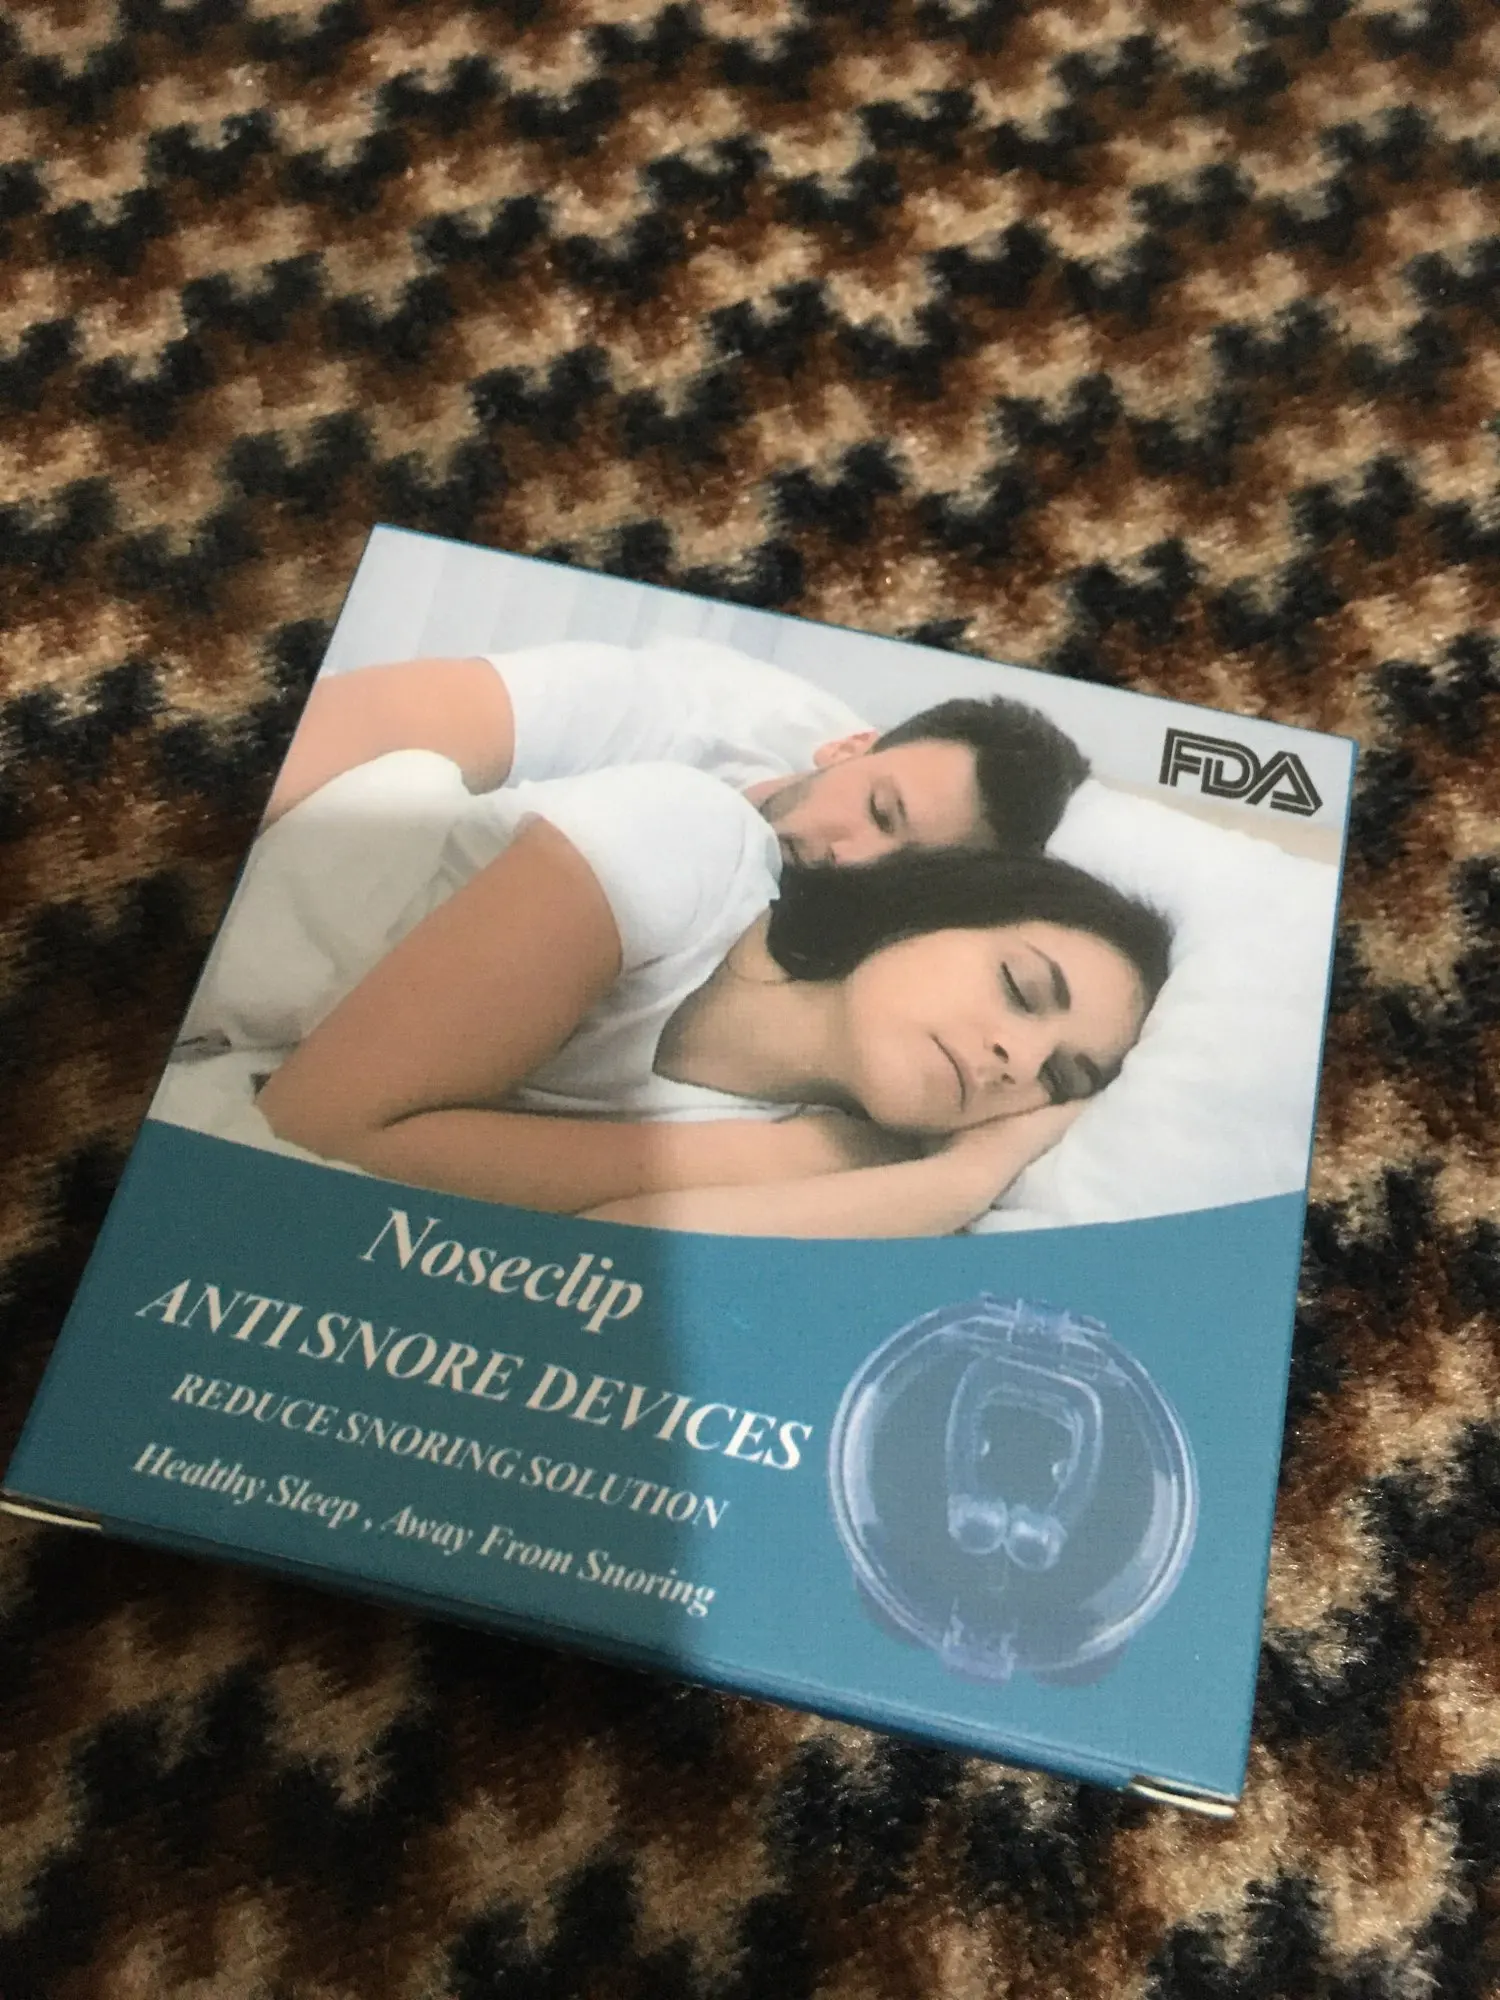 FDA
Noseclip
ANTI SNORE DEVICES
REDUCE SNORING SOLUTION
Healthy Sleep , Away From Snoring